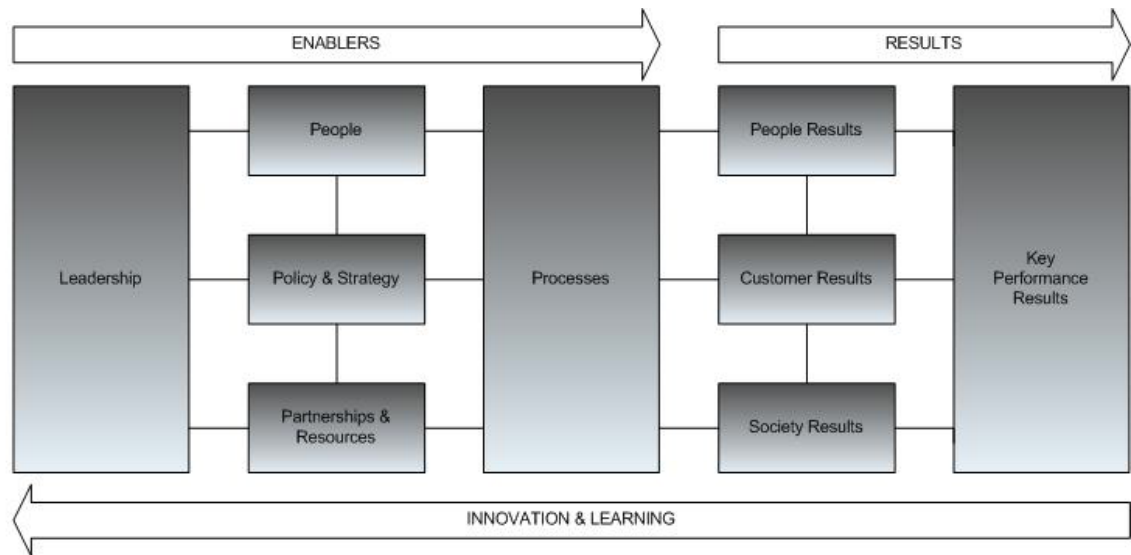 ENABLERS
RESULTS
People
People Results
Leadership
Policy & Strategy
Processes
Customer Results
Key
Performance
Results
Partnerships &
Resources
Society Results
INNOVATION & LEARNING